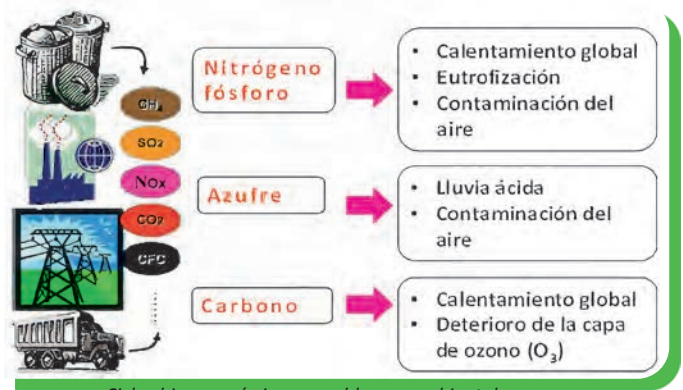 CH4
SO2
NOx
CO2
CFC
Nitrógeno
fósforo
• Calentamiento global
• Eutrofización
• Contaminación del
aire
Azufre
• Lluvia ácida
• Contaminación del
aire
Carbono
• Calentamiento global
• Deterioro de la capa
de ozono (O3)